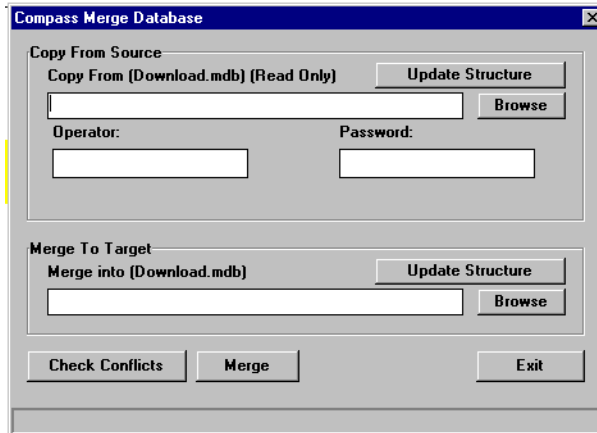 Compass Merge Database
Copy From Source
Copy From (Download.mdb) (Read Only) Update Structure
Browse
Operator: Password:
Merge To Target
Merge into (Download.mdb) Update Structure
Browse
Check Conflicts Merge Exit